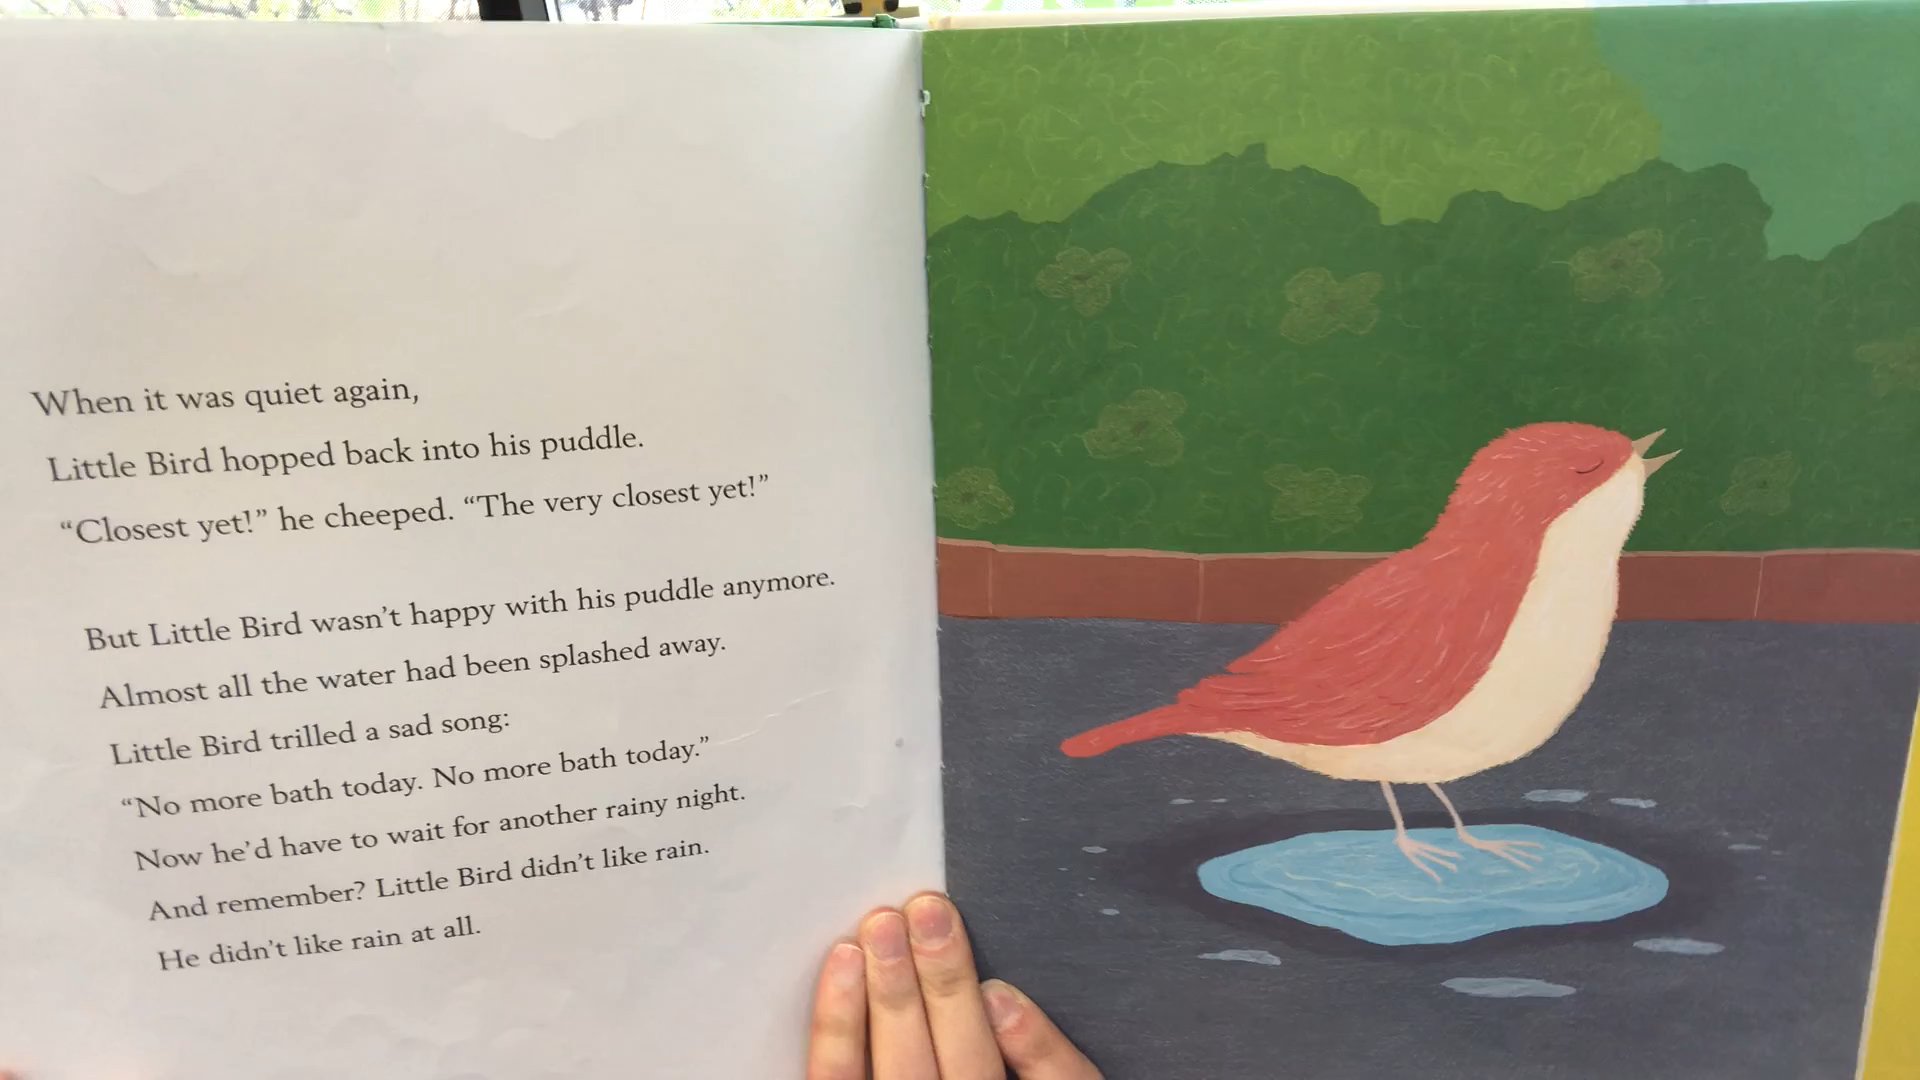 When it was quiet again,
Little Bird hopped back into his puddle.
“Closest yet!” he cheeped. “The very closest yet!”
But Little Bird wasn’t happy with his puddle anymore.
Almost all the water had been splashed away.
Little Bird trilled a sad song:
“No more bath today. No more bath today.”
Now he’d have to wait for another rainy night.
And remember? Little Bird didn’t like rain.
He didn’t like rain at all.